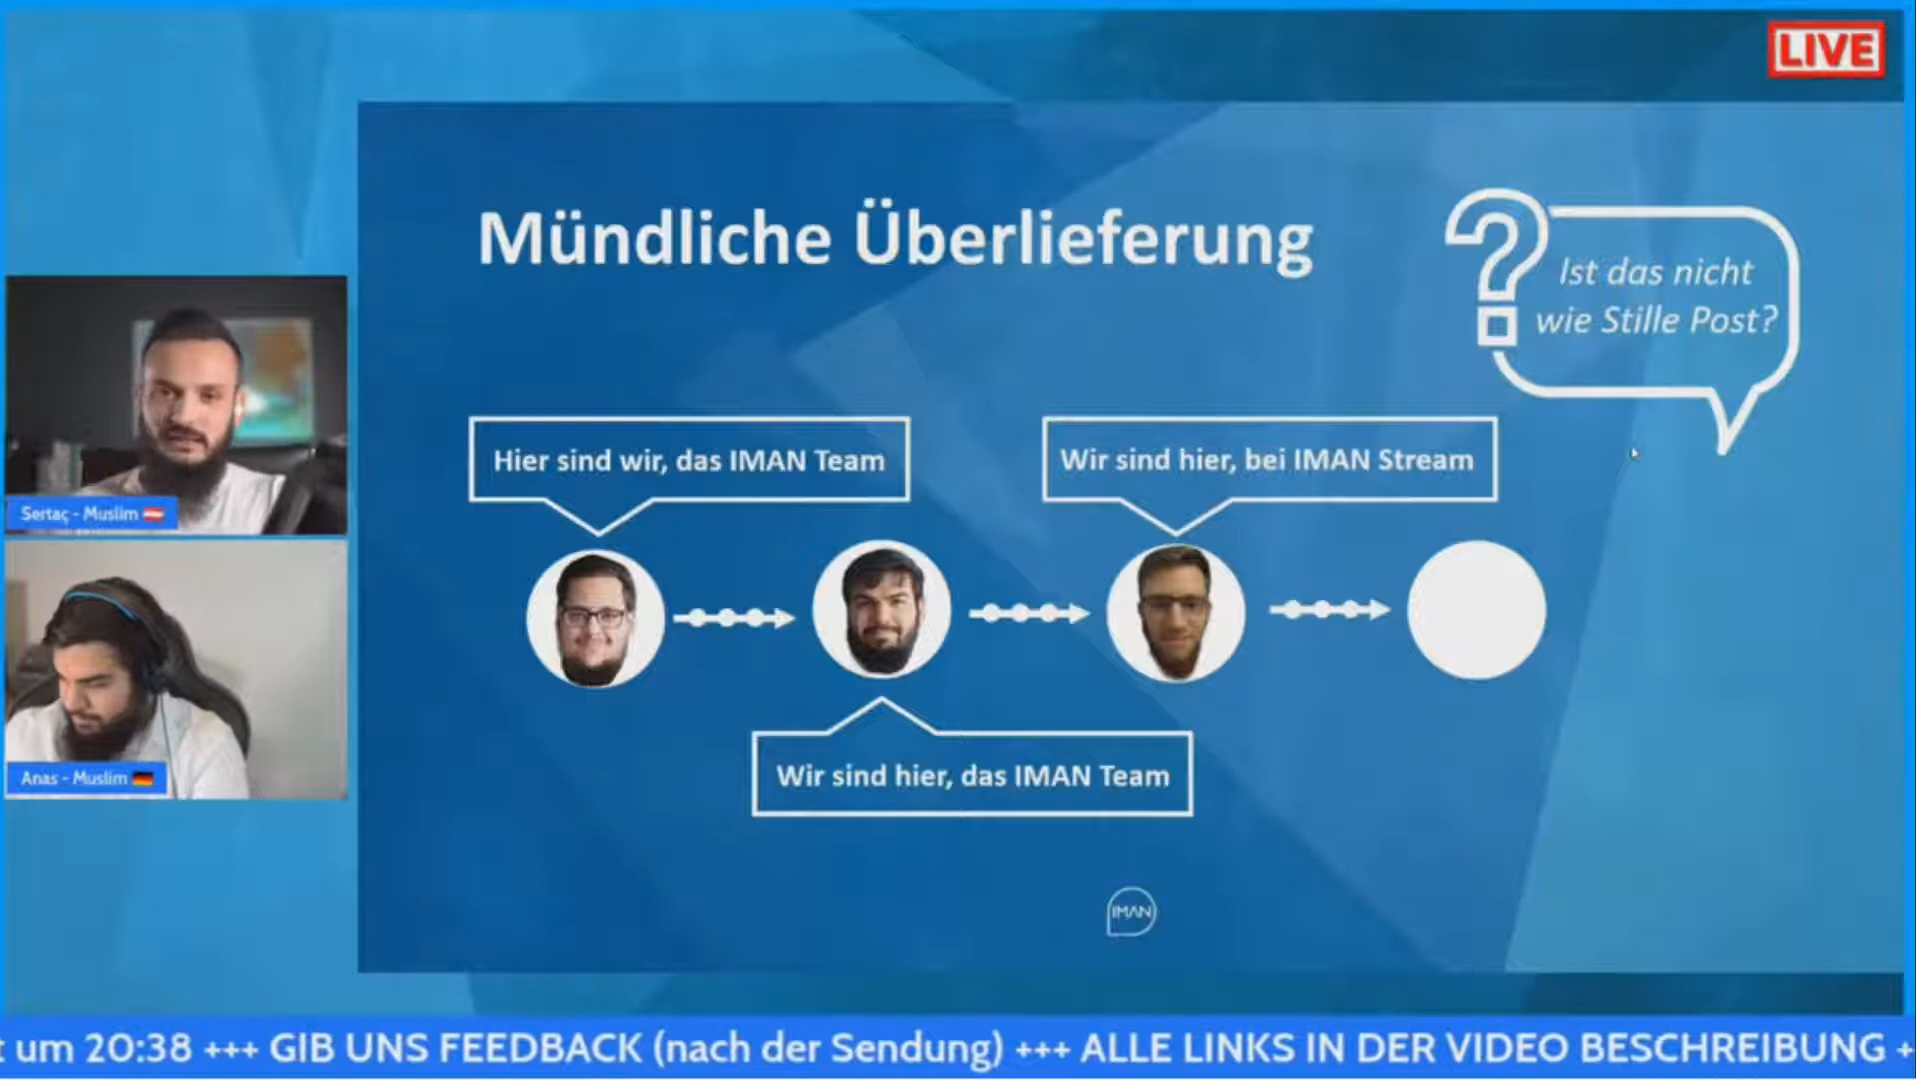 LIVE
Mündliche Überlieferung
Ist das nicht
wie Stille Post?
Hier sind wir, das IMAN Team
Wir sind hier, bei IMAN Stream
Wir sind hier, das IMAN Team
IMAN
Sertaç - Muslim
Anas - Muslim
um 20:38 +++ GIB UNS FEEDBACK (nach der Sendung) +++ ALLE LINKS IN DER VIDEO BESCHREIBUNG +